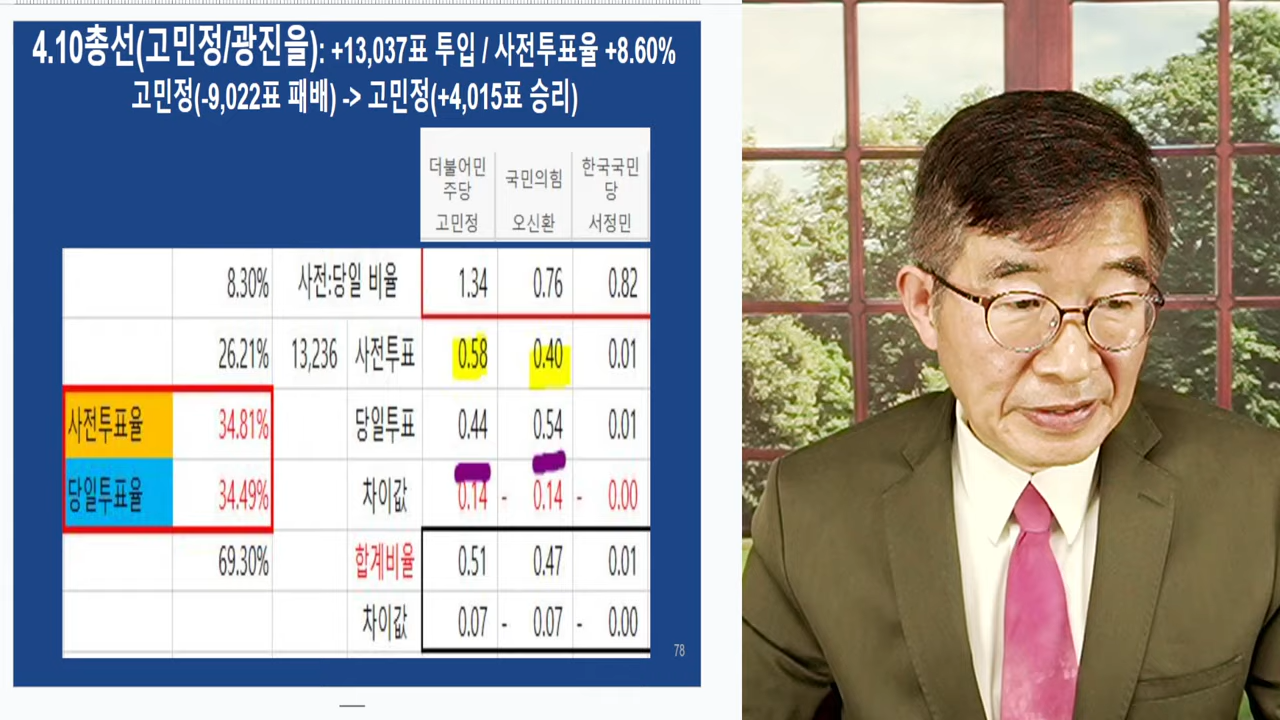 4.10총선(고민정/광진을): +13,037표 투입 / 사전투표율 +8.60%
고민정(-9,022표 패배) -> 고민정(+4,015표 승리)
더불어민주당 국민의힘 한국국민당
고민정 오신환 서정민
8.30% 사전:당일 비율 1.34 0.76 0.82
26.21% 13,236 사전투표 0.58 0.40 0.01
사전투표율 34.81% 당일투표 0.44 0.54 0.01
당일투표율 34.49% 차이값 0.14 - 0.14 - 0.00
69.30% 합계비율 0.51 0.47 0.01
차이값 0.07 - 0.07 - 0.00
78